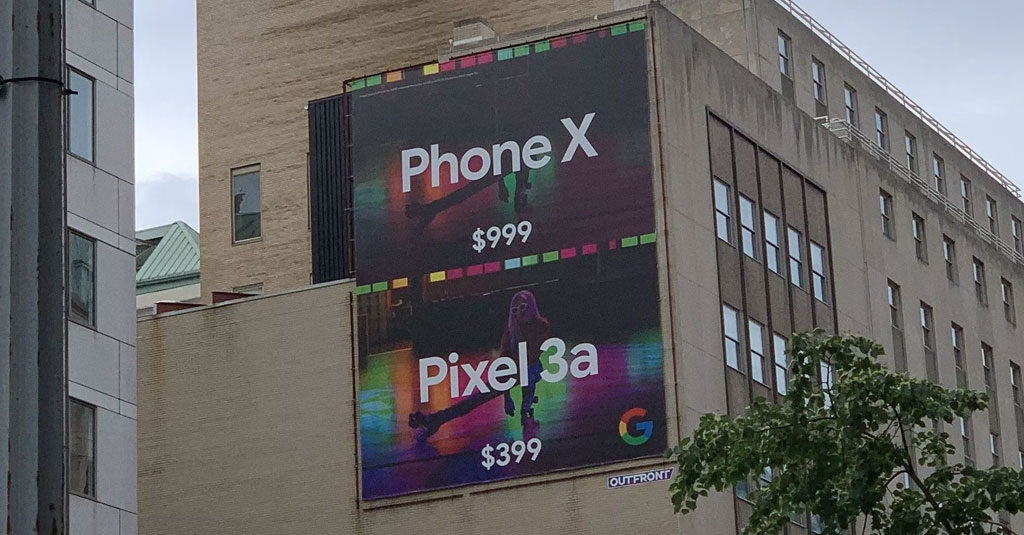 Phone X
$999
Pixel 3a
$399
G
OUTFRONT